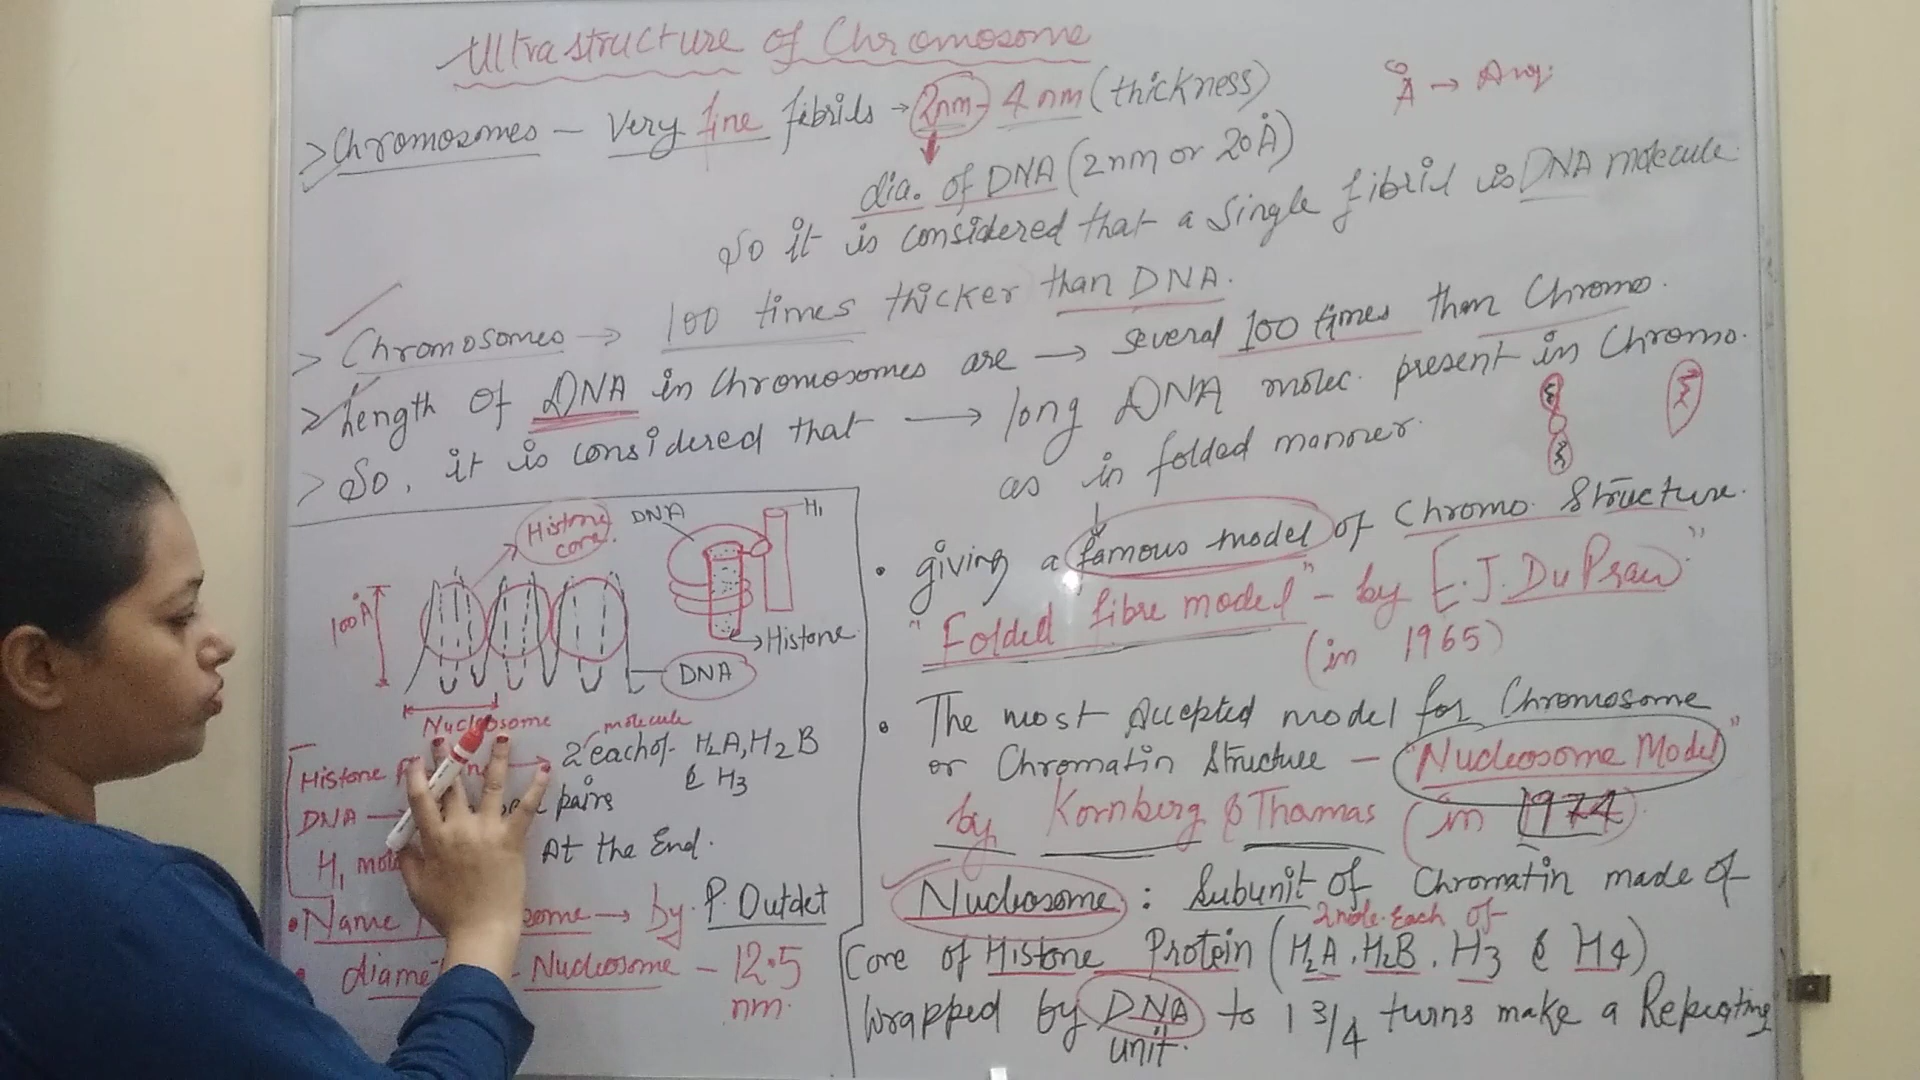 Ultrastructure of Chromosome
Å → Ang.
> Chromosomes – Very fine fibrils → 2nm – 4 nm (thickness)
dia. of DNA (2nm or 20Å)
So it is considered that a single fibril is DNA molecule
> Chromosomes → 100 times thicker than DNA.
> Length of DNA in Chromosomes are → several 100 times than Chromo.
> So, it is considered that → long DNA molec. present in Chromo.
as in folded manner.
Histone core.
DNA
H1
100Å
→ Histone
DNA
Nucleosome
Histone → 2 each of H2A, H2B
molecule
& H3
DNA → pairs
H1 At the End.
• Name → by P. Outdet
• Nucleosome – 12.5
nm.
• giving a famous model of Chromo. Structure.
"Folded fibre model" – by E.J. DuPraw"
(in 1965)
• The most Accepted model for Chromosome
or Chromatin Structure – "Nucleosome Model"
by Kornberg & Thamas (in 1974)
Nucleosome : Subunit of Chromatin made of
2 mole. Each of
Core of Histone Protein (H2A, H2B, H3 & H4)
Wrapped by DNA to 1 3/4 turns make a Repeating
unit.